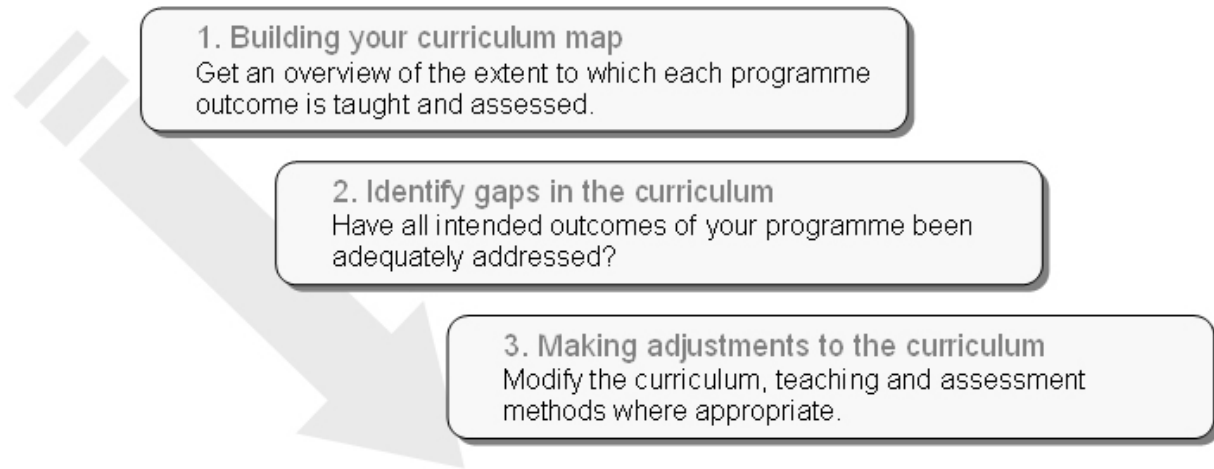 1. Building your curriculum map
Get an overview of the extent to which each programme
outcome is taught and assessed.
2. Identify gaps in the curriculum
Have all intended outcomes of your programme been
adequately addressed?
3. Making adjustments to the curriculum
Modify the curriculum, teaching and assessment
methods where appropriate.